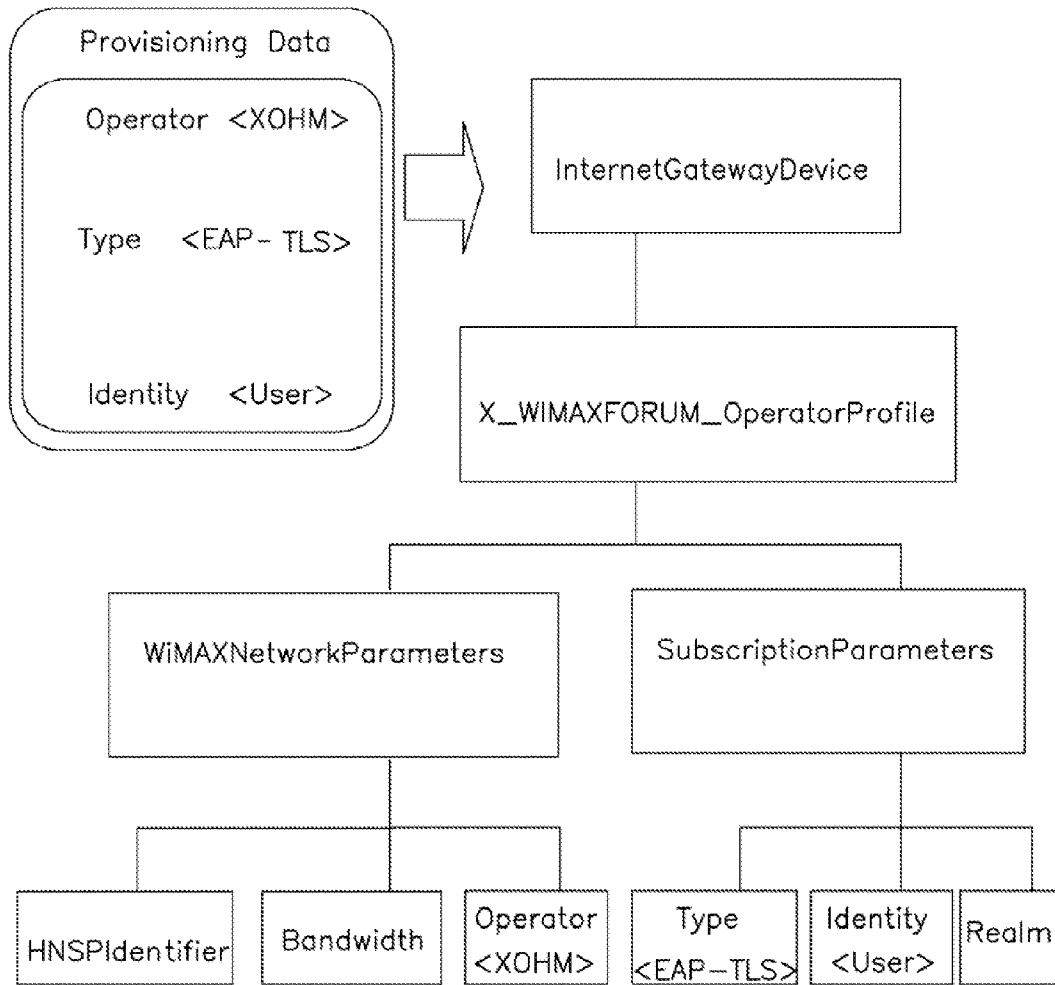 Provisioning Data
Operator <XOHM>
Type <EAP-TLS>
Identity <User>
InternetGatewayDevice
X_WIMAXFORUM_OperatorProfile
WiMAXNetworkParameters
SubscriptionParameters
HNSPIdentifier
Bandwidth
Operator
<XOHM>
Type
<EAP-TLS>
Identity
<User>
Realm